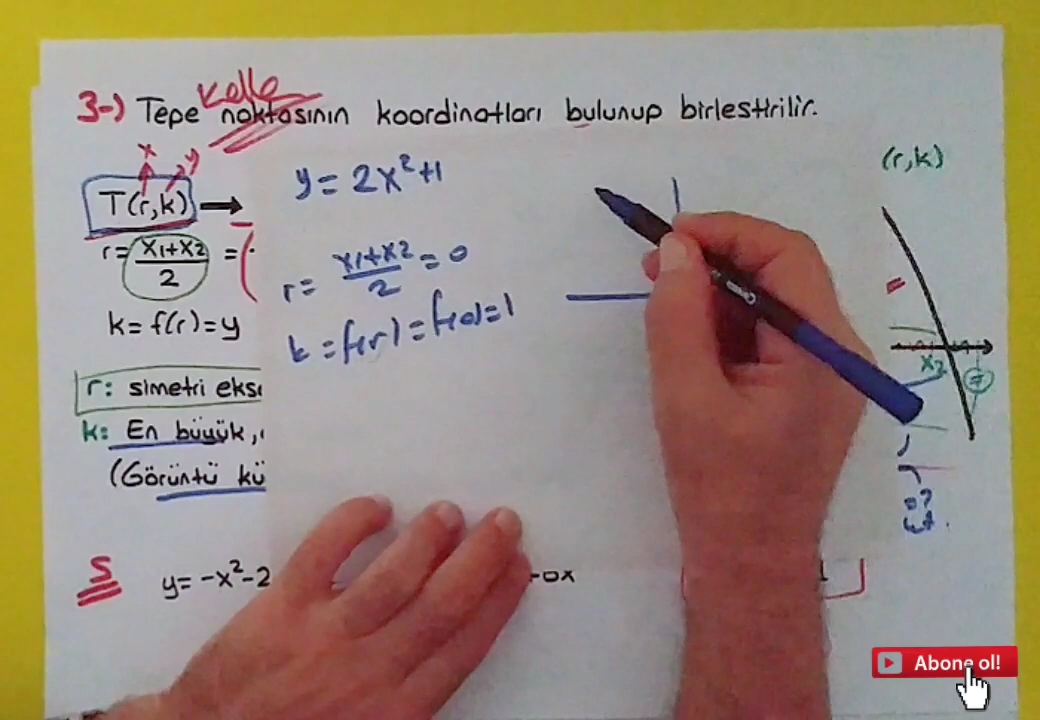 3-) Tepe noktasının koordinatları bulunup birleştirilir.
Kelle
x y
T(r,k)
r= x1+x2 / 2 =
k= f(r)=y
r: simetri eks
k: En büyük,
(Görüntü kü
y= 2x²+1
r= x1+x2 / 2 = 0
k = f(r) = f(0)=1
(r,k)
x2
=?
S
y= -x²-2
Abone ol!